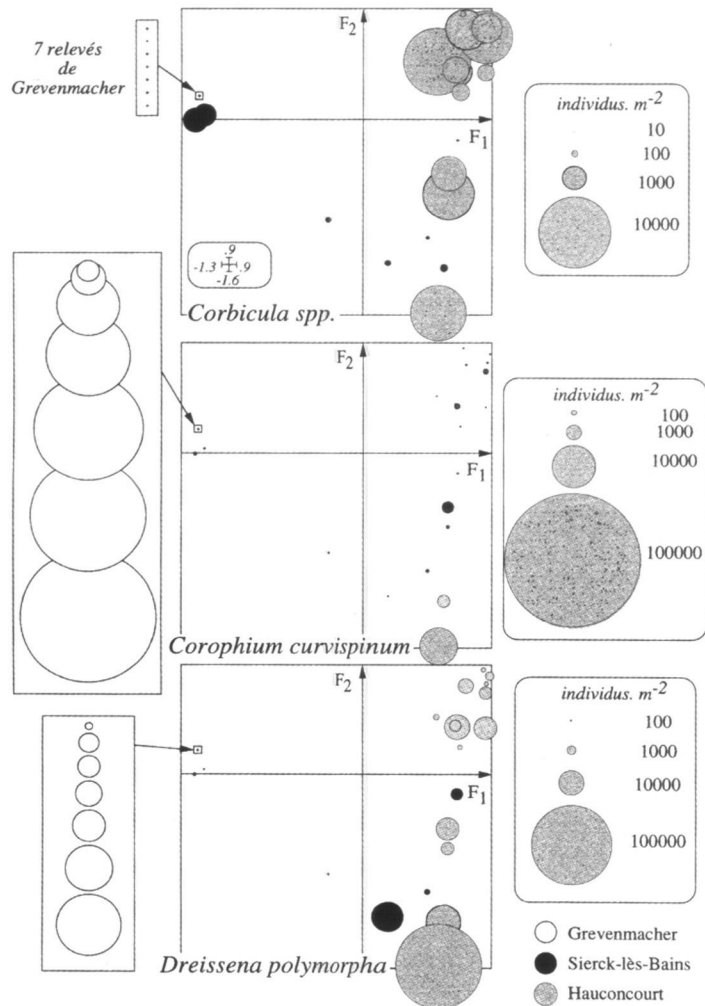 7 relevés
de
Grevenmacher
F2
F1
.9
-1.3 .9
-1.6
Corbicula spp.
individus. m-2
10
100
1000
10000
F2
F1
Corophium curvispinum
individus. m-2
100
1000
10000
100000
F2
F1
Dreissena polymorpha
individus. m-2
100
1000
10000
100000
Grevenmacher
Sierck-lès-Bains
Hauconcourt